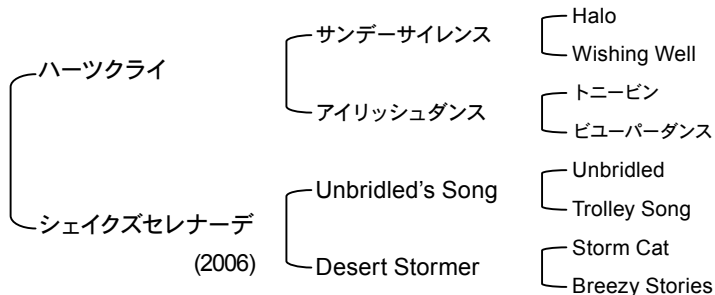 ハーツクライ
サンデーサイレンス
Halo
Wishing Well
アイリッシュダンス
トニービン
ビユーパーダンス
シェイクズセレナーデ
(2006)
Unbridled's Song
Unbridled
Trolley Song
Desert Stormer
Storm Cat
Breezy Stories